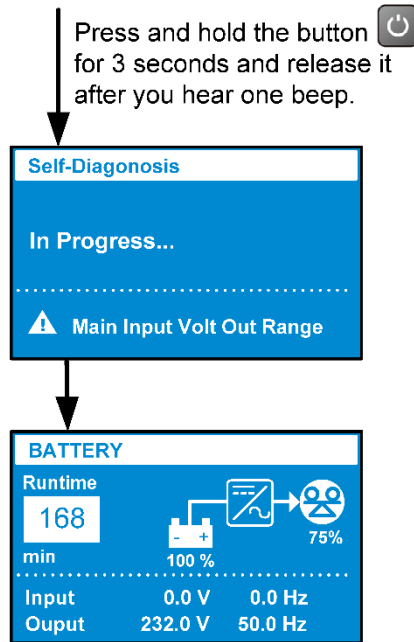 Press and hold the button
for 3 seconds and release it
after you hear one beep.
Self-Diagonosis
In Progress...
Main Input Volt Out Range
BATTERY
Runtime
168
min
- +
100 %
75%
Input 0.0 V 0.0 Hz
Ouput 232.0 V 50.0 Hz